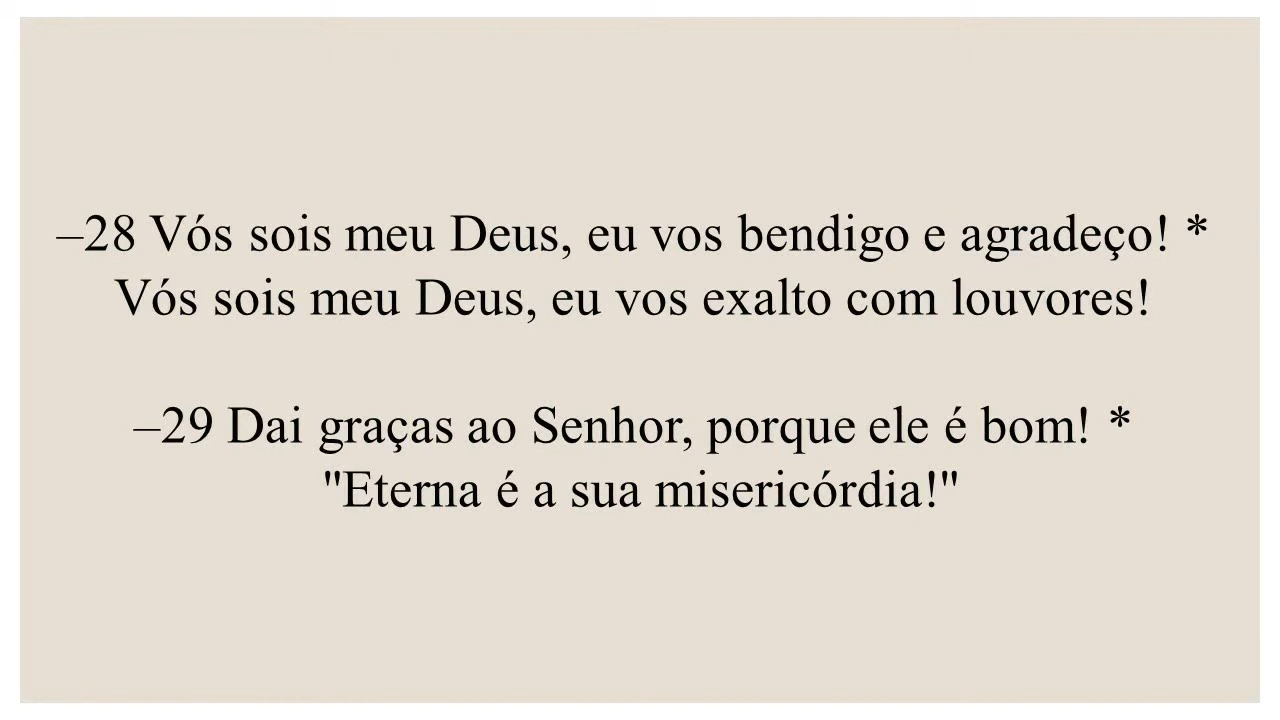 –28 Vós sois meu Deus, eu vos bendigo e agradeço! *
Vós sois meu Deus, eu vos exalto com louvores!
–29 Dai graças ao Senhor, porque ele é bom! *
"Eterna é a sua misericórdia!"